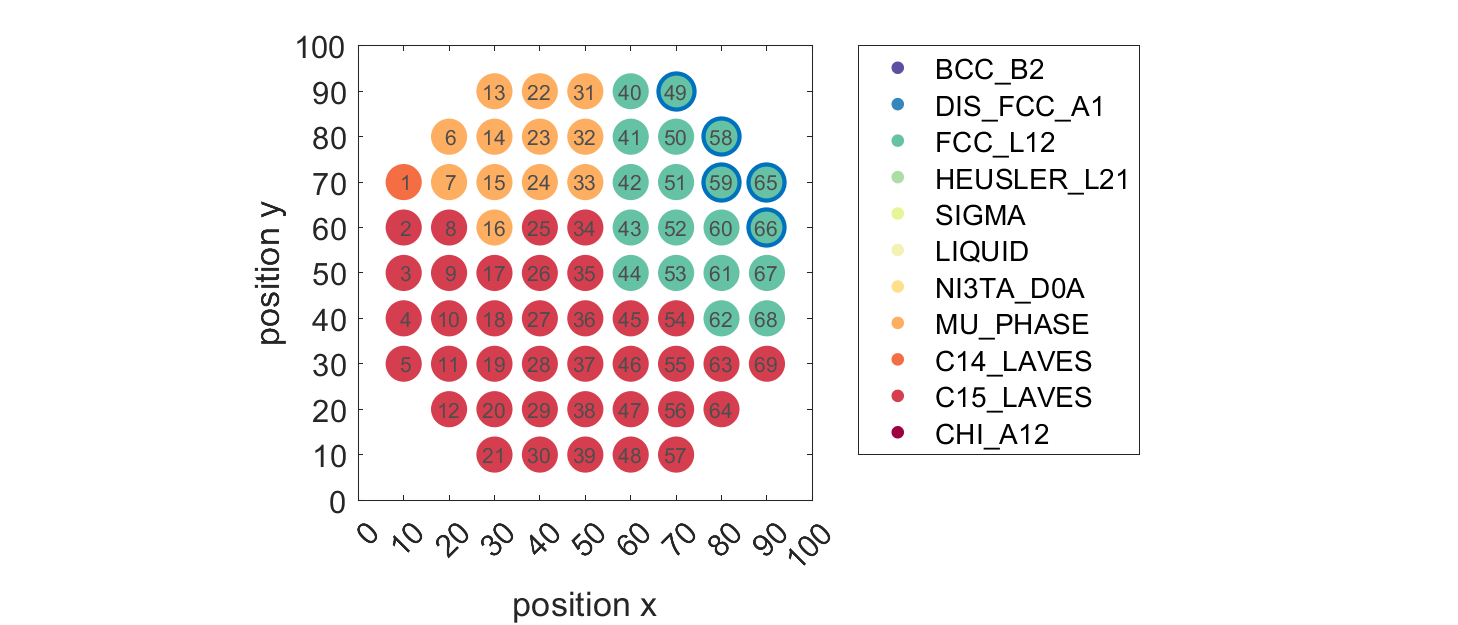 100
90
80
70
60
50
40
30
20
10
0
position y
13 22 31 40 49
6 14 23 32 41 50 58
1 7 15 24 33 42 51 59 65
2 8 16 25 34 43 52 60 66
3 9 17 26 35 44 53 61 67
4 10 18 27 36 45 54 62 68
5 11 19 28 37 46 55 63 69
12 20 29 38 47 56 64
21 30 39 48 57
0 10 20 30 40 50 60 70 80 90 100
position x
BCC_B2
DIS_FCC_A1
FCC_L12
HEUSLER_L21
SIGMA
LIQUID
NI3TA_D0A
MU_PHASE
C14_LAVES
C15_LAVES
CHI_A12